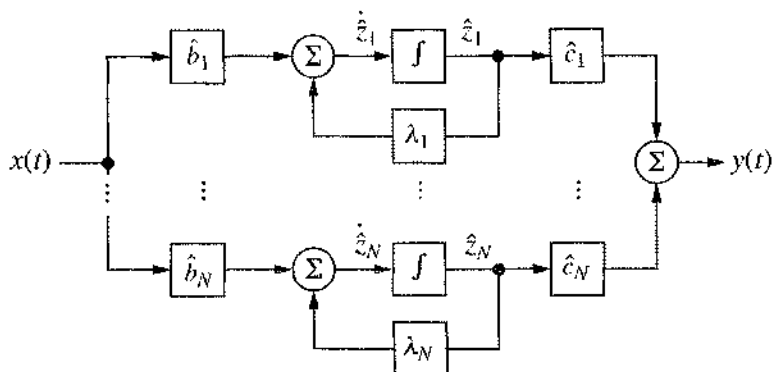 ż̂₁ ẑ₁
b̂₁ Σ ∫ ĉ₁
λ₁
x(t) Σ y(t)
⋮ ⋮ ⋮ ⋮
ż̂_N ẑ_N
b̂_N Σ ∫ ĉ_N
λ_N